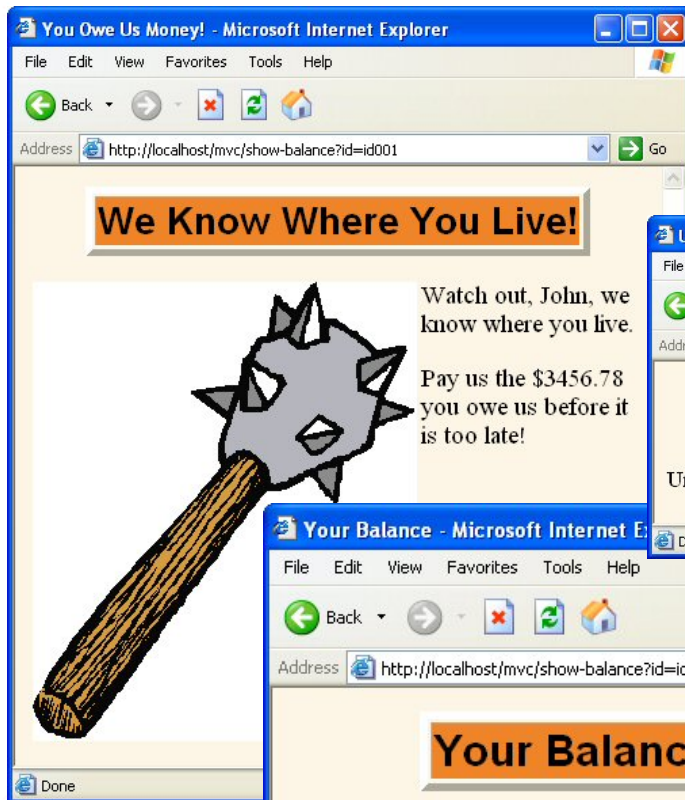 You Owe Us Money! - Microsoft Internet Explorer
File Edit View Favorites Tools Help
Back
Address http://localhost/mvc/show-balance?id=id001 Go
We Know Where You Live!
Watch out, John, we
know where you live.
Pay us the $3456.78
you owe us before it
is too late!
Done
File
Your Balance - Microsoft Internet
File Edit View Favorites Tools Help
Back
Address http://localhost/mvc/show-balance?id=
Your